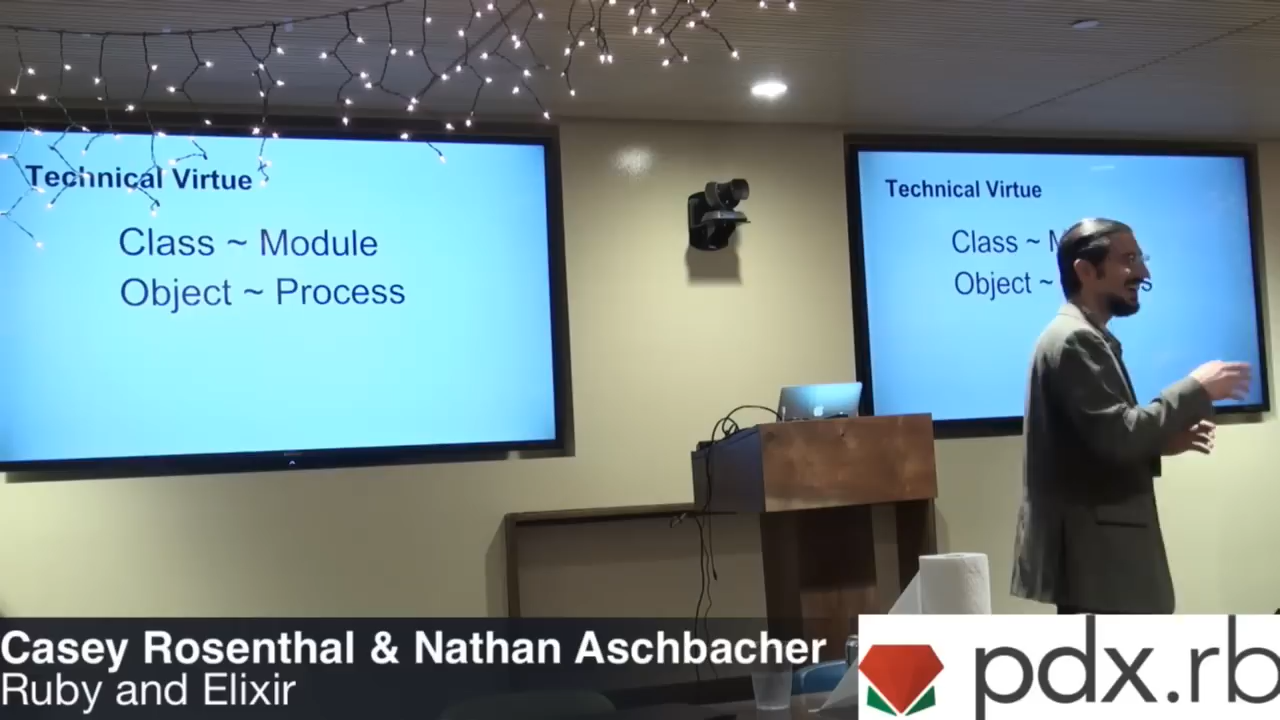 Technical Virtue
Class ~ Module
Object ~ Process
Technical Virtue
Class ~
Object ~
Casey Rosenthal & Nathan Aschbacher
Ruby and Elixir
pdx.rb